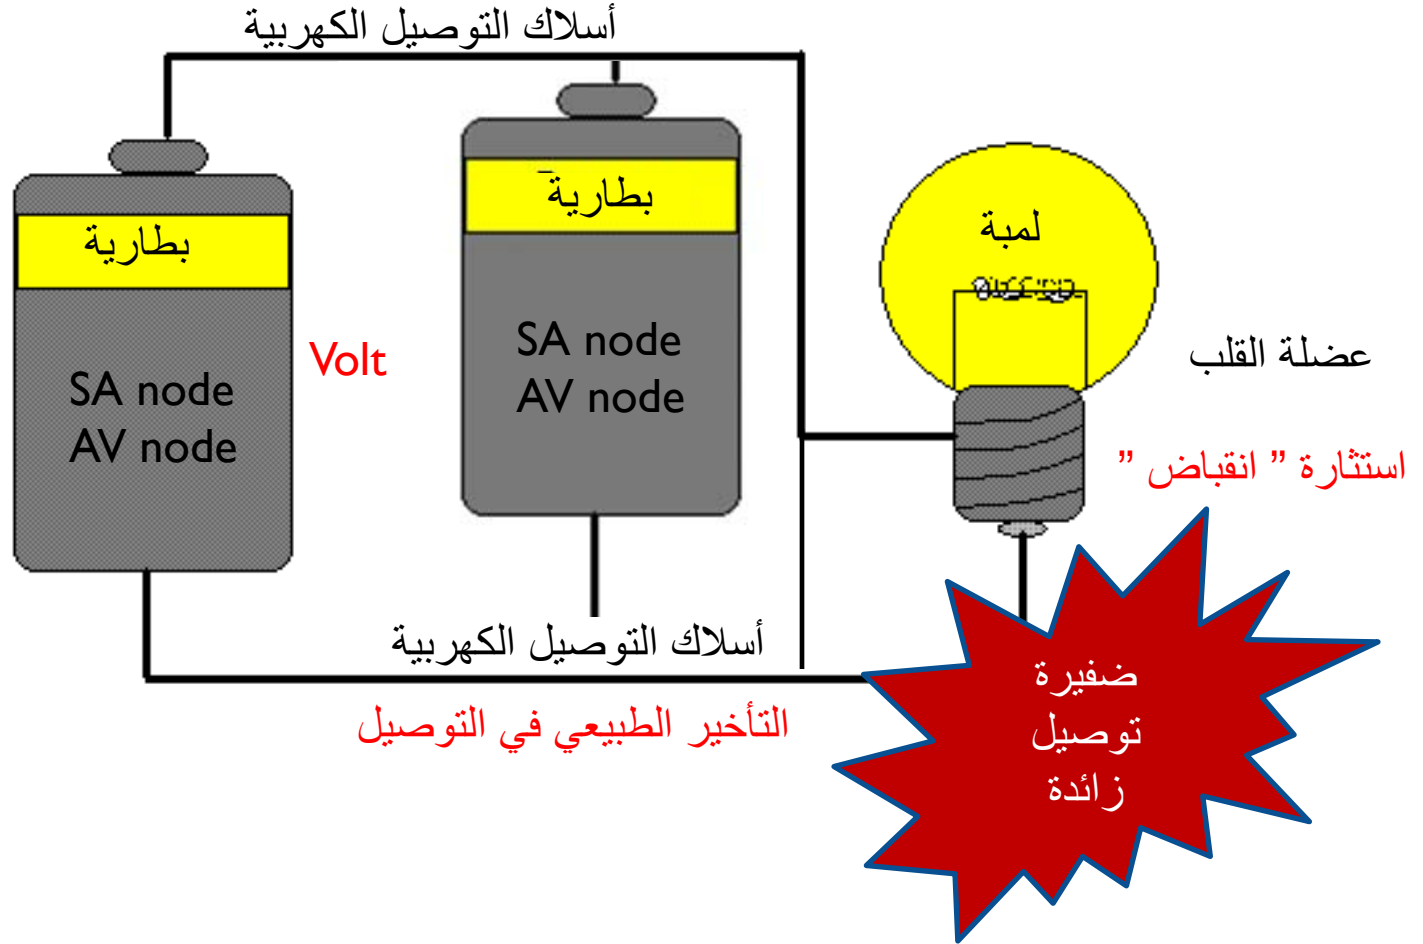 أسلاك التوصيل الكهربية
بطارية
SA node
AV node
Volt
بطارية
SA node
AV node
لمبة
عضلة القلب
استثارة ” انقباض ”
أسلاك التوصيل الكهربية
التأخير الطبيعي في التوصيل
ضفيرة
توصيل
زائدة